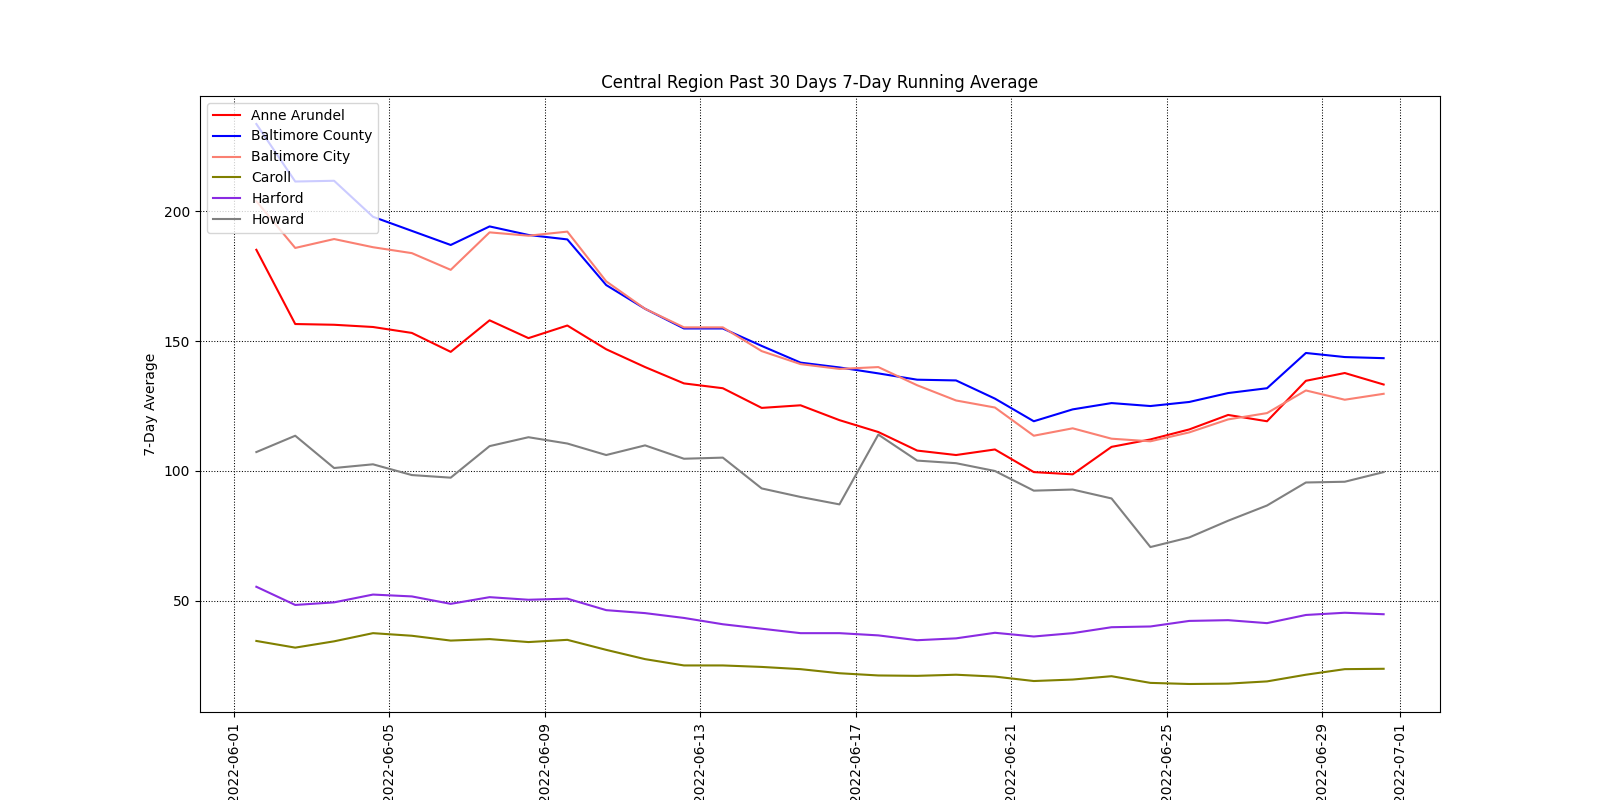 Central Region Past 30 Days 7-Day Running Average
Anne Arundel
Baltimore County
Baltimore City
Caroll
Harford
Howard
7-Day Average
200
150
100
50
2022-06-01
2022-06-05
2022-06-09
2022-06-13
2022-06-17
2022-06-21
2022-06-25
2022-06-29
2022-07-01